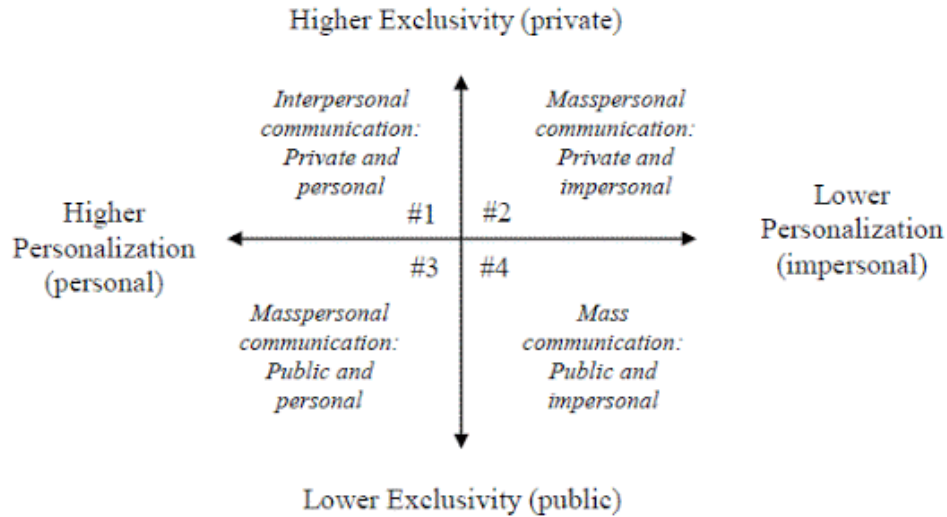 Higher Exclusivity (private)
Interpersonal
communication:
Private and
personal
Masspersonal
communication:
Private and
impersonal
#1
#2
Higher
Personalization
(personal)
Lower
Personalization
(impersonal)
#3
#4
Masspersonal
communication:
Public and
personal
Mass
communication:
Public and
impersonal
Lower Exclusivity (public)